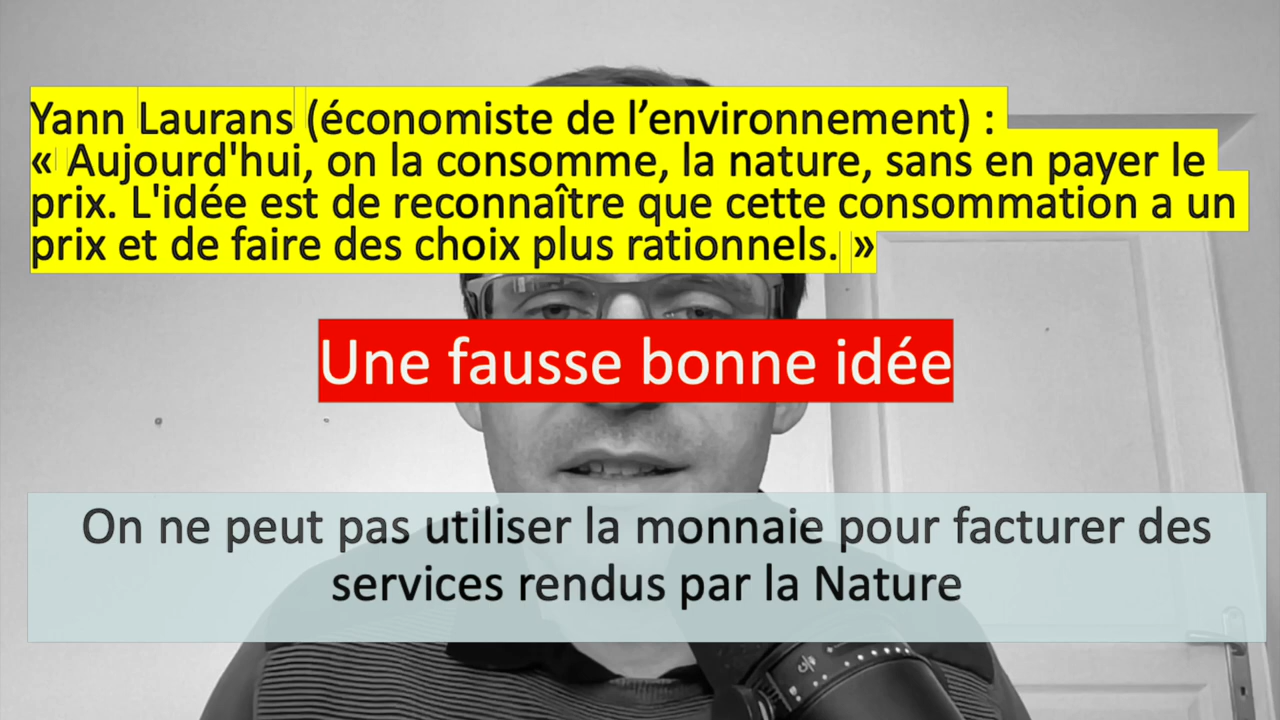 Yann Laurans (économiste de l’environnement) :
« Aujourd'hui, on la consomme, la nature, sans en payer le
prix. L'idée est de reconnaître que cette consommation a un
prix et de faire des choix plus rationnels. »
Une fausse bonne idée
On ne peut pas utiliser la monnaie pour facturer des
services rendus par la Nature